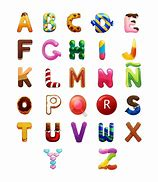 A B C D E
F G H I J
K L M N Ñ
O P Q R S
T U V W X
Y Z